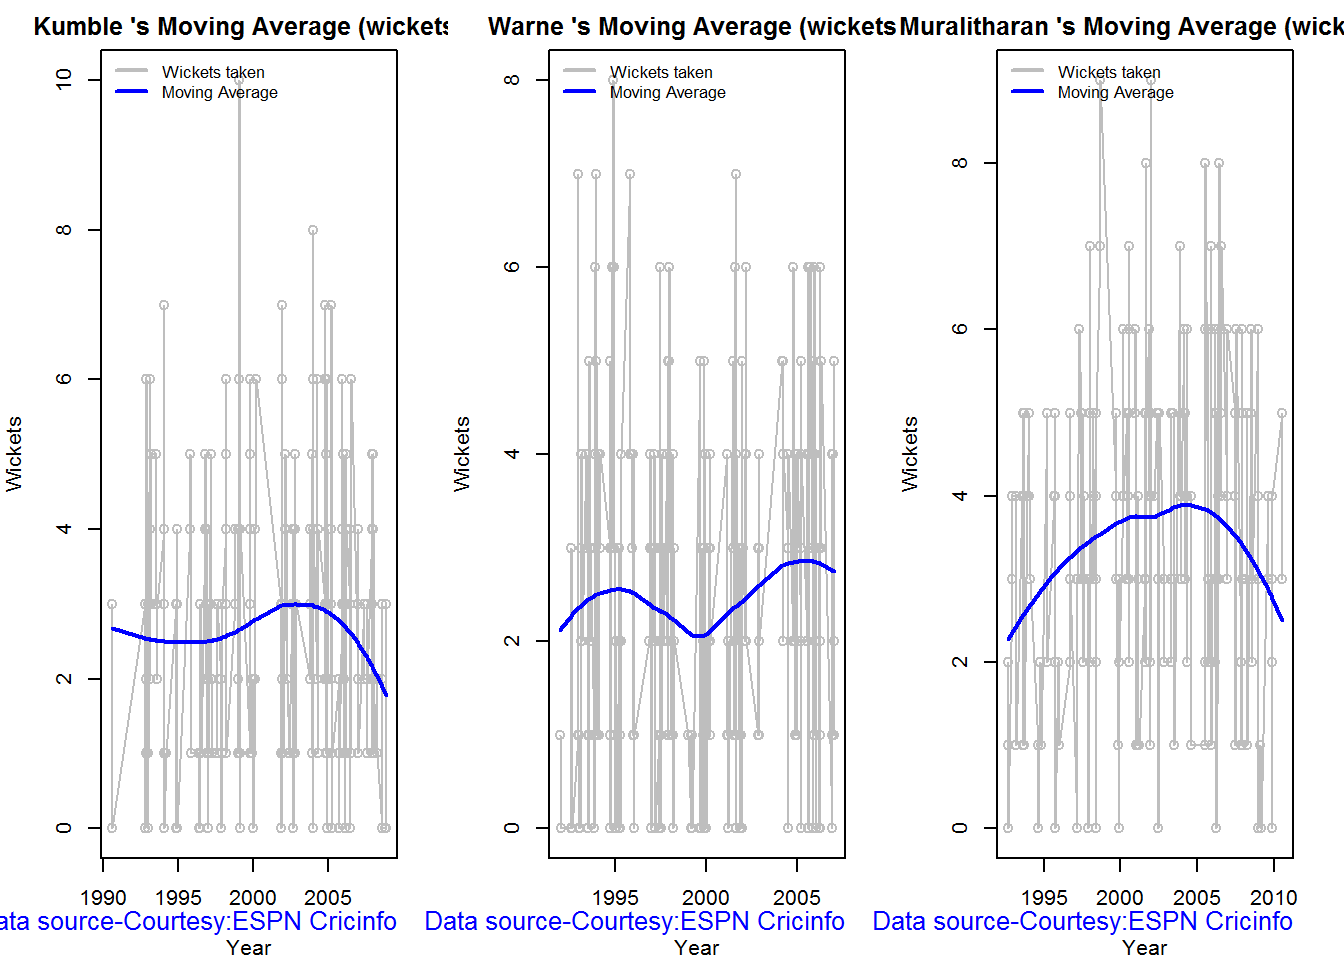 Kumble 's Moving Average (wickets
Wickets taken
Moving Average
10
8
6
4
2
0
Wickets
1990 1995 2000 2005
ata source-Courtesy:ESPN Cricinfo
Year
Warne 's Moving Average (wickets
Wickets taken
Moving Average
8
6
4
2
0
Wickets
1995 2000 2005
Data source-Courtesy:ESPN Cricinfo
Year
Muralitharan 's Moving Average (wick
Wickets taken
Moving Average
8
6
4
2
0
Wickets
1995 2000 2005 2010
Data source-Courtesy:ESPN Cricinfo
Year